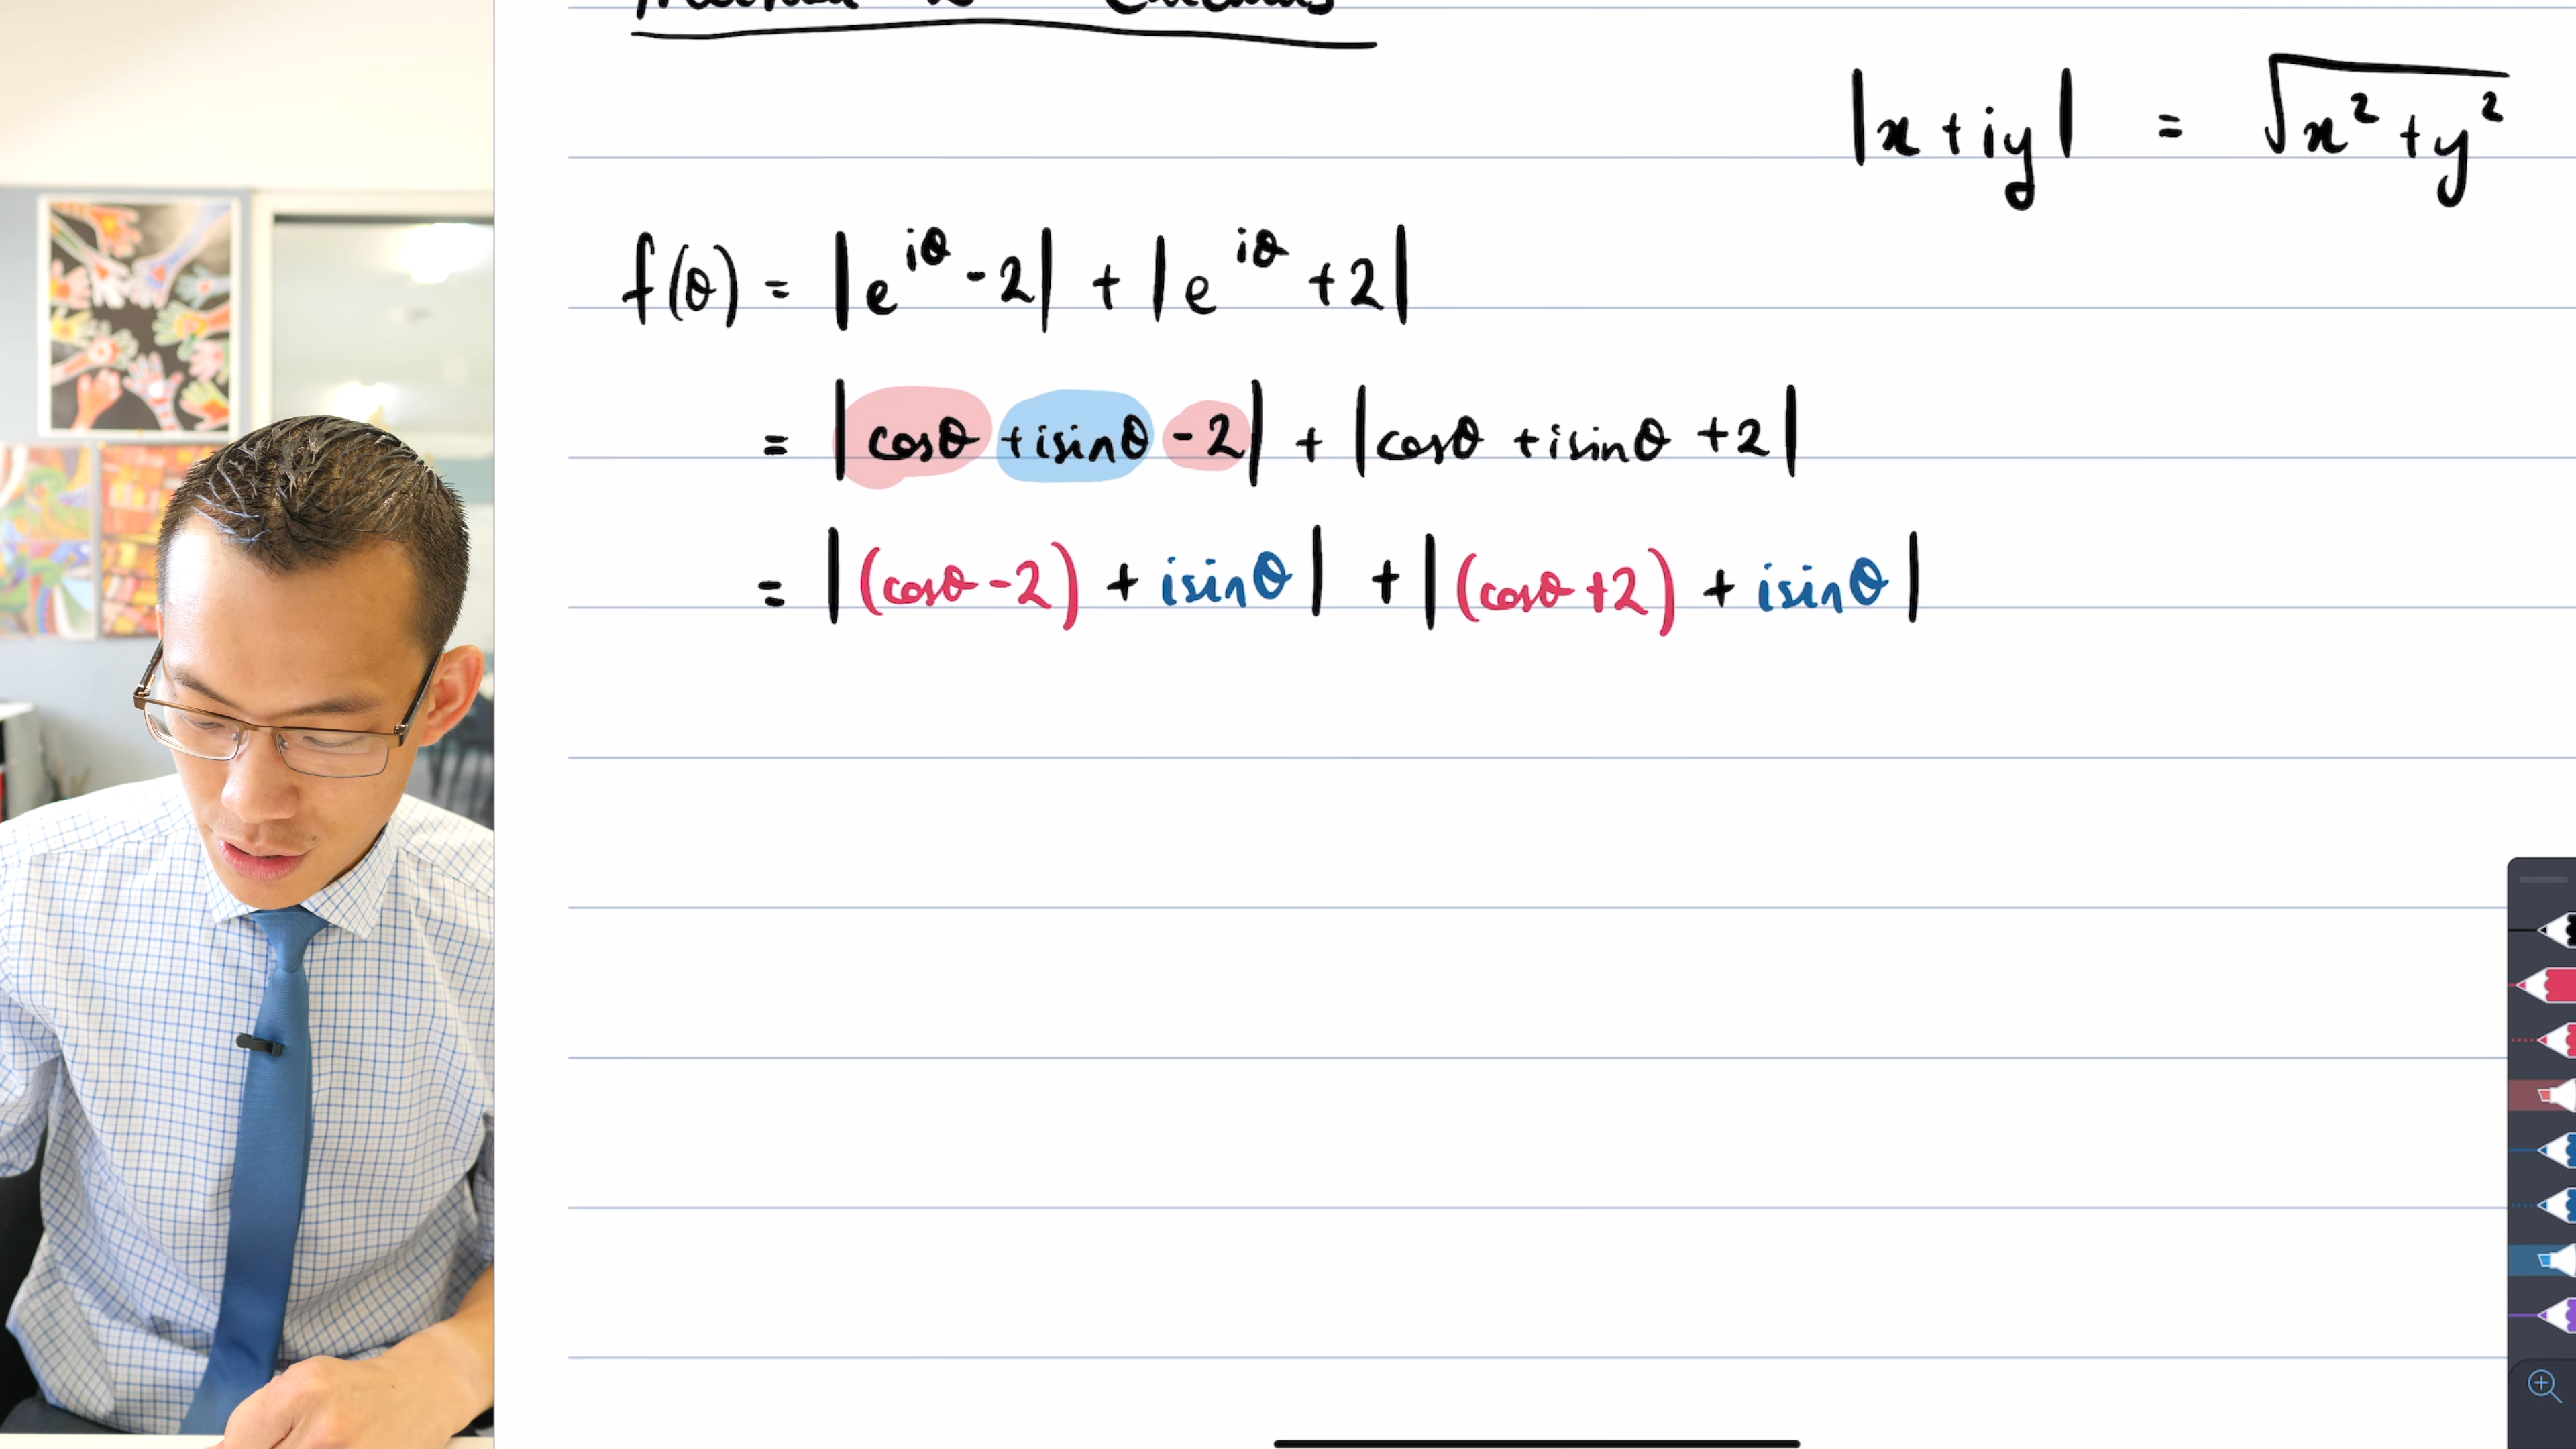 |x + iy| = √x² + y²
f(θ) = |e^iθ - 2| + |e^iθ + 2|
= |cosθ + isinθ - 2| + |cosθ + isinθ + 2|
= |(cosθ - 2) + isinθ| + |(cosθ + 2) + isinθ|